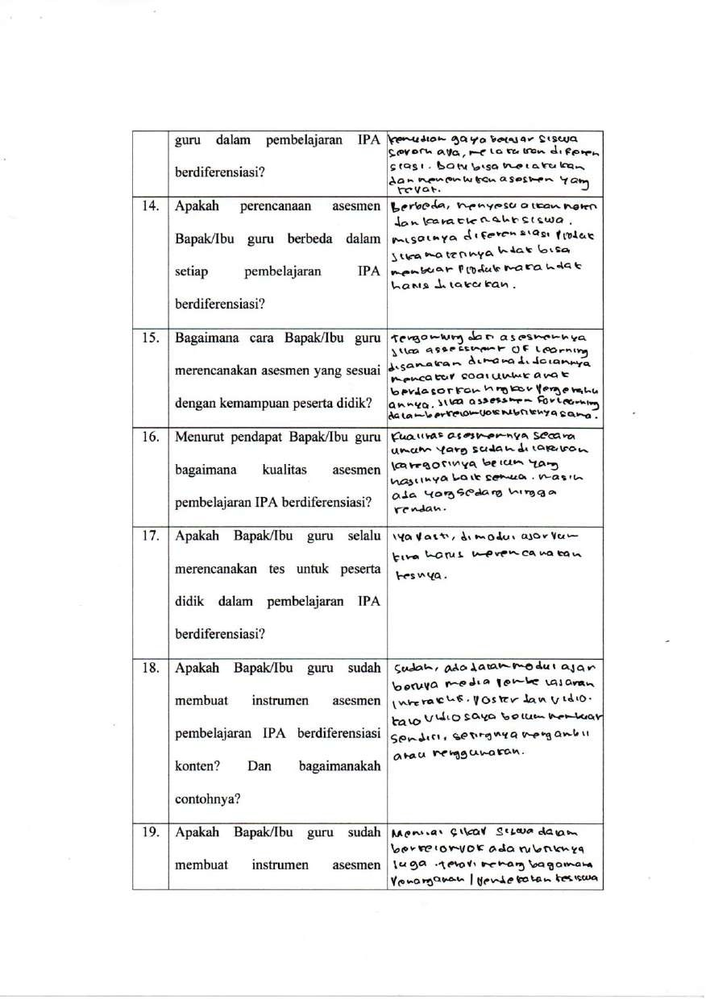 guru dalam pembelajaran IPA
berdiferensiasi?
kemudian gaya belajar siswa
seperti apa, melakukan diferen
siasi. Baru bisa melakukan
dan menentukan asesmen yang
tepat.
14. Apakah perencanaan asesmen
Bapak/Ibu guru berbeda dalam
setiap pembelajaran IPA
berdiferensiasi?
Berbeda, menyesuaikan materi
dan karakter siswa.
misalnya diferensiasi produk
jika materinya tidak bisa
membuat produk maka tidak
harus dilakukan.
15. Bagaimana cara Bapak/Ibu guru
merencanakan asesmen yang sesuai
dengan kemampuan peserta didik?
Tergantung dari asesmennya
jika assessment OF Learning
disamakan dimana didalamnya
mencakup soal untuk anak
berdasarkan tingkat pengetahu
annya. jika assessmen For Learning
dalam berkelompok rubriknya sama.
16. Menurut pendapat Bapak/Ibu guru
bagaimana kualitas asesmen
pembelajaran IPA berdiferensiasi?
Kualitas asesmennya secara
umum yang sudah dilakukan
kategorinya belum yang
hasilnya baik semua. masih
ada yang sedang hingga
rendah.
17. Apakah Bapak/Ibu guru selalu
merencanakan tes untuk peserta
didik dalam pembelajaran IPA
berdiferensiasi?
iya pasti, di modul ajar pun
kita harus merencanakan
tesnya.
18. Apakah Bapak/Ibu guru sudah
membuat instrumen asesmen
pembelajaran IPA berdiferensiasi
konten? Dan bagaimanakah
contohnya?
Sudah, ada dalam modul ajar
berupa media pembelajaran
interaktif. poster dan vidio.
kalo vidio saya belum membuat
sendiri, seringnya mengambil
atau menggunakan.
19. Apakah Bapak/Ibu guru sudah
membuat instrumen asesmen
Menilai sikap siswa dalam
berkelompok ada rubriknya
juga. tetapi bagaimana
penanganan / pendekatan ke siswa